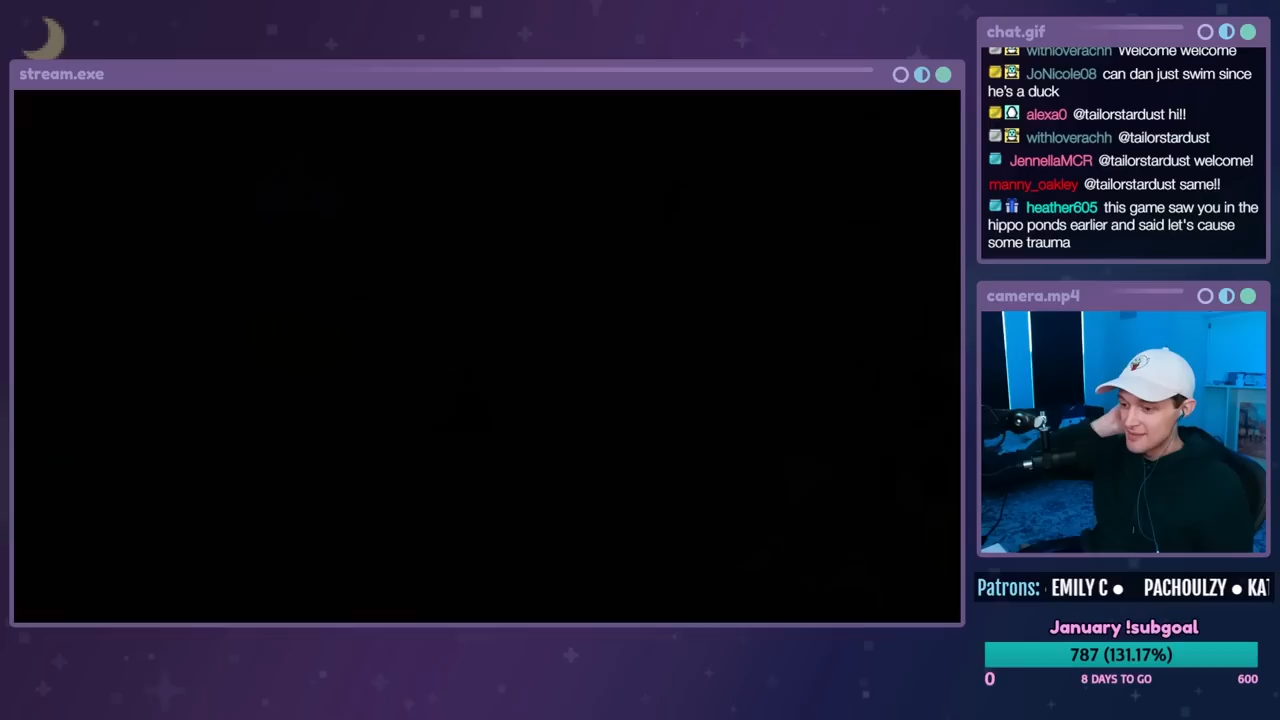 stream.exe
chat.gif
withloverachh Welcome welcome
JoNicole08 can dan just swim since
he's a duck
alexa0 @tailorstardust hi!!
withloverachh @tailorstardust
JennellaMCR @tailorstardust welcome!
manny_oakley @tailorstardust same!!
heather605 this game saw you in the
hippo ponds earlier and said let's cause
some trauma
camera.mp4
Patrons: EMILY C ● PACHOULZY ● KA
January !subgoal
787 (131.17%)
0 8 DAYS TO GO 600